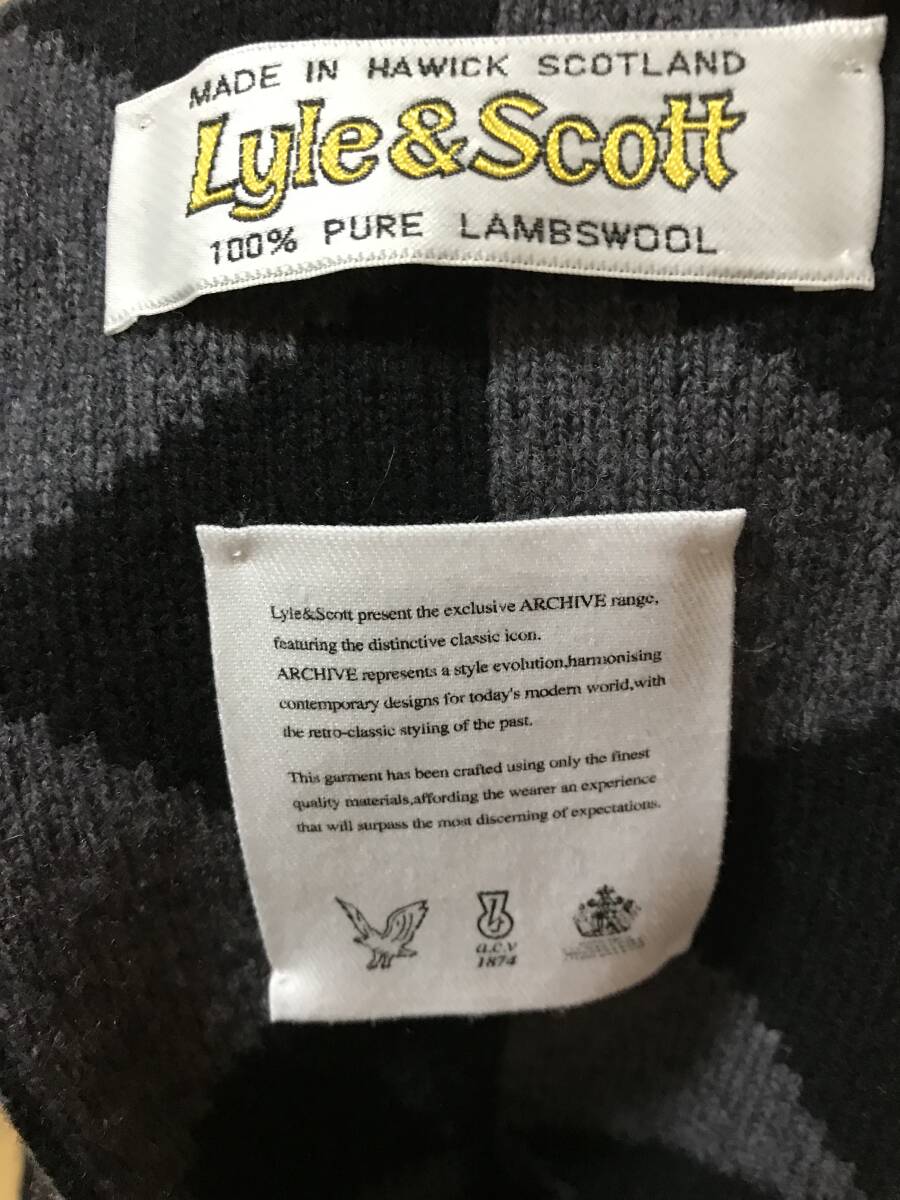 MADE IN HAWICK SCOTLAND
Lyle&Scott
100% PURE LAMBSWOOL
Lyle&Scott present the exclusive ARCHIVE range,
featuring the distinctive classic icon.
ARCHIVE represents a style evolution,harmonising
contemporary designs for today's modern world,with
the retro-classic styling of the past.
This garment has been crafted using only the finest
quality materials,affording the wearer an experience
that will surpass the most discerning of expectations.
a.c.v
1874